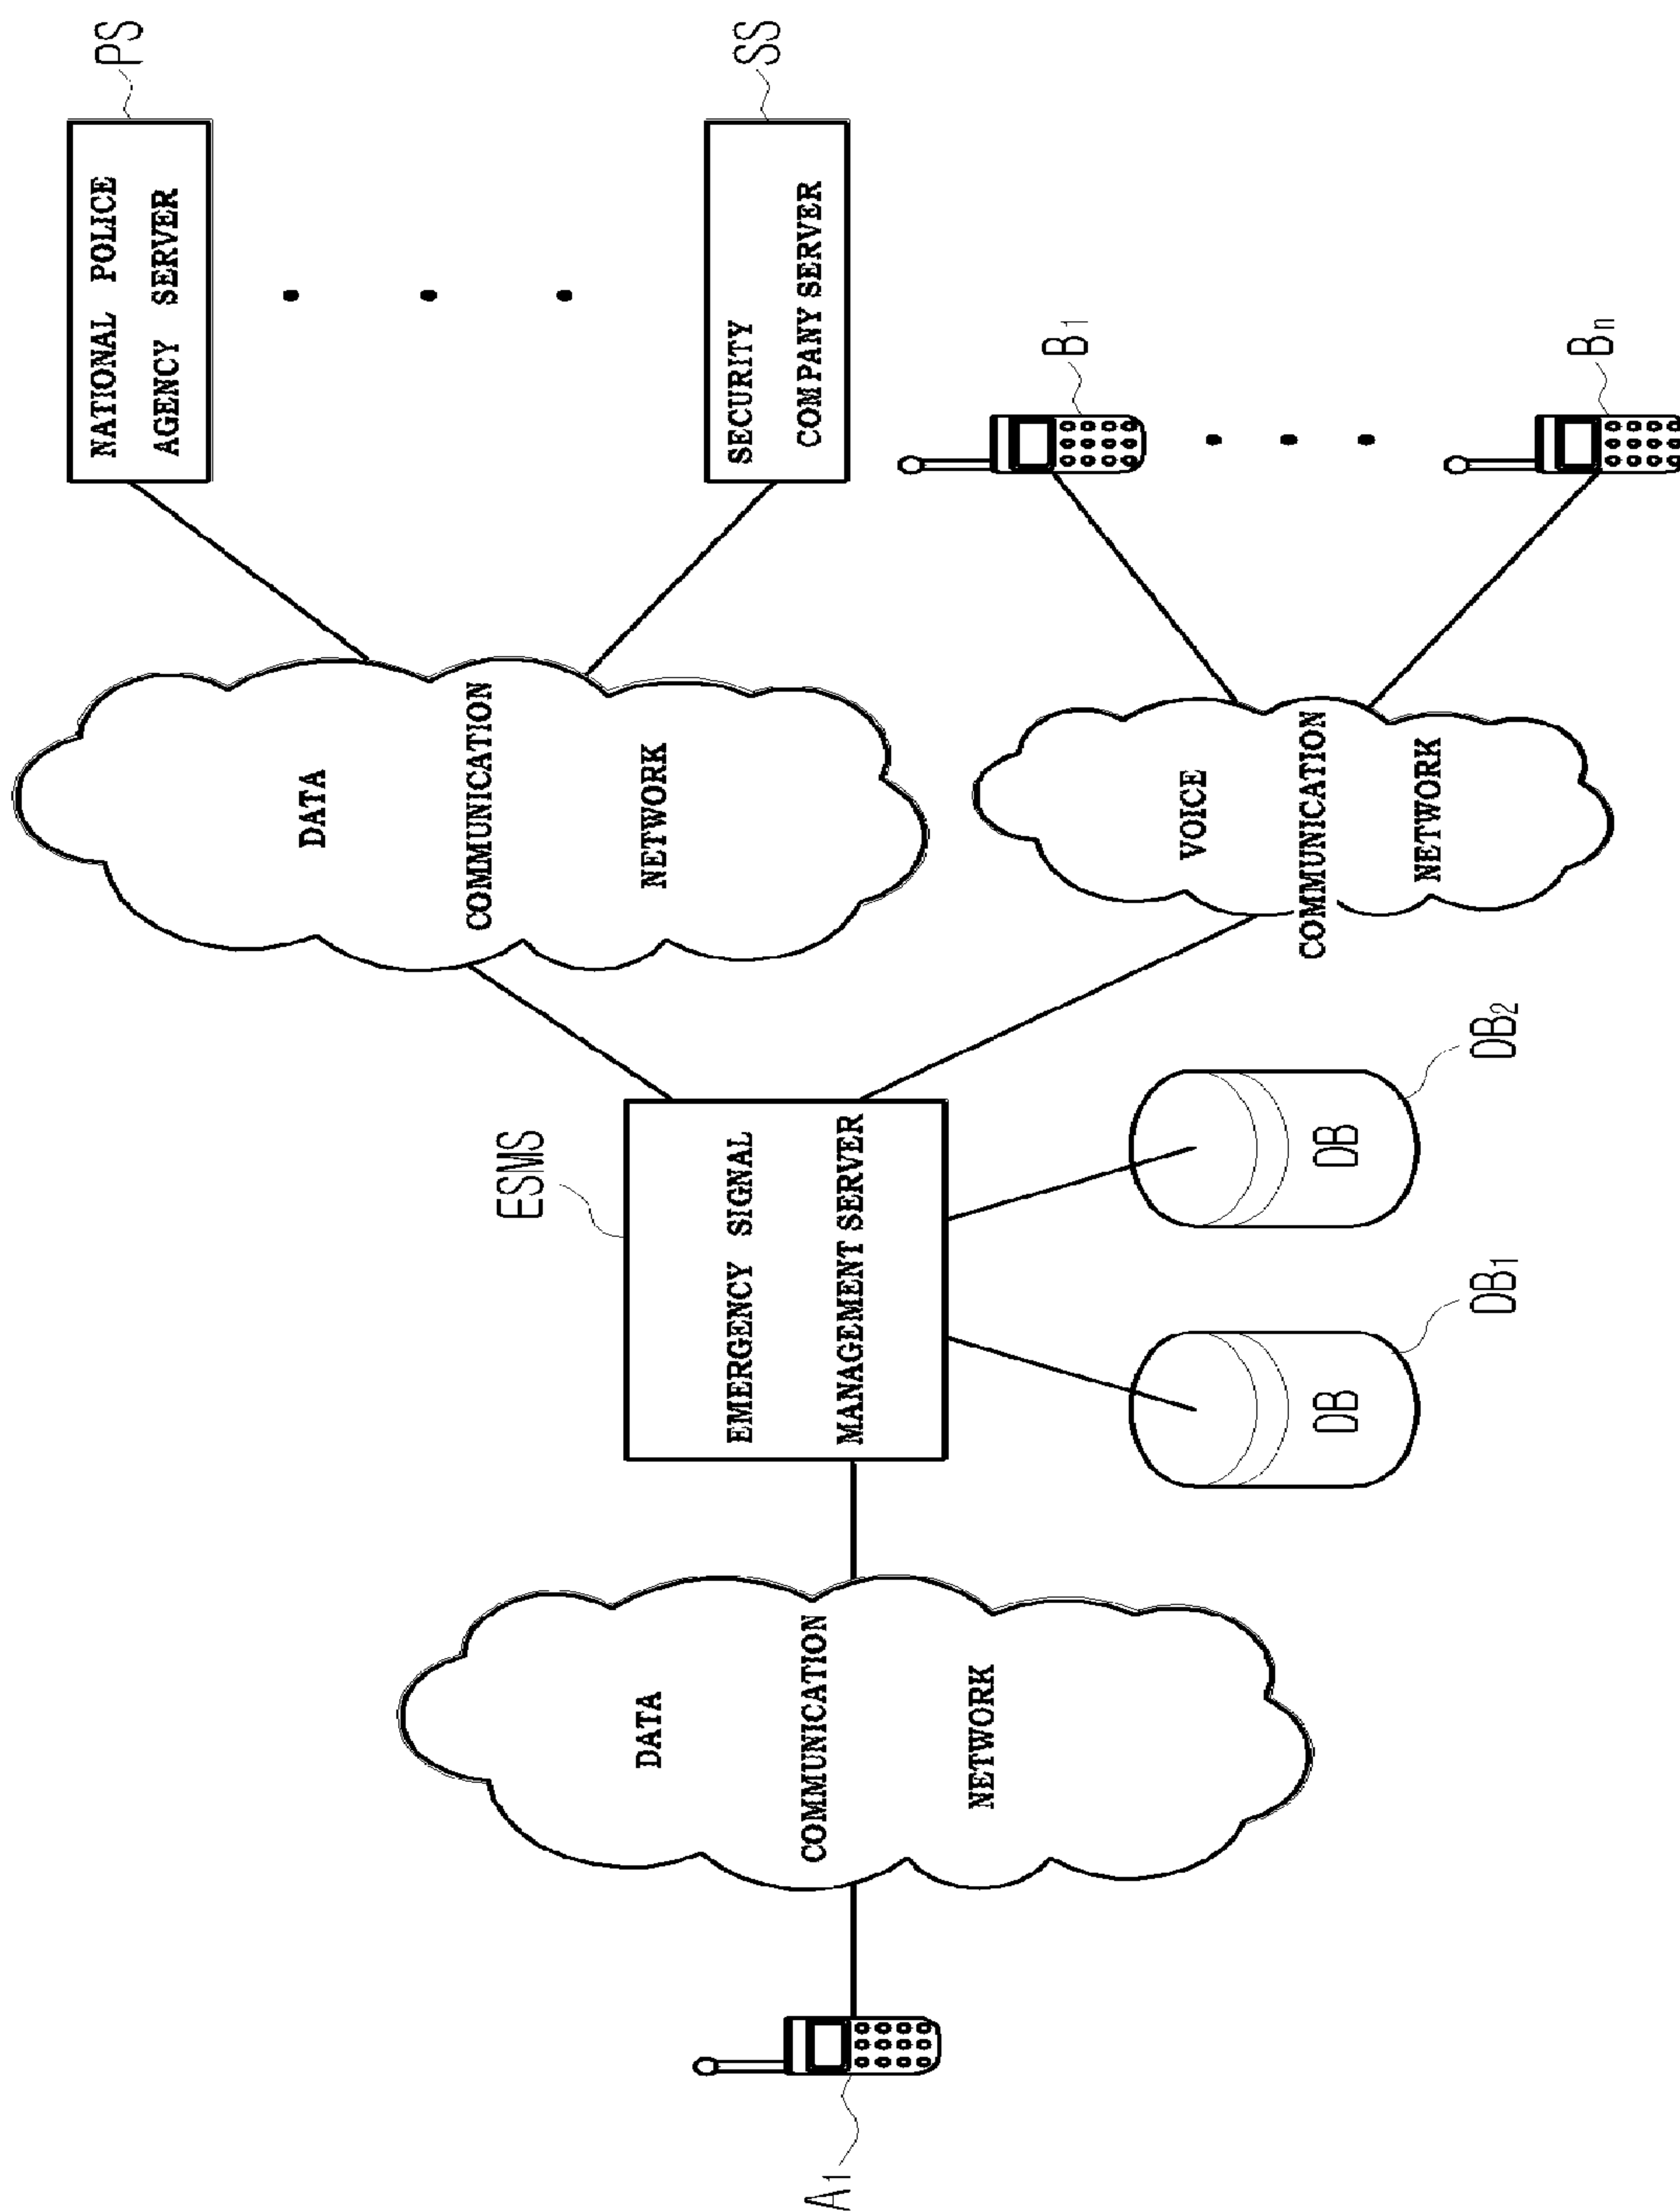 PS
NATIONAL POLICE
AGENCY SERVER
SS
SECURITY
COMPANY SERVER
DATA
COMMUNICATION
NETWORK
B1
Bn
VOICE
COMMUNICATION
NETWORK
ESMS
EMERGENCY SIGNAL
MANAGEMENT SERVER
DB
DB2
DB
DB1
DATA
COMMUNICATION
NETWORK
A1